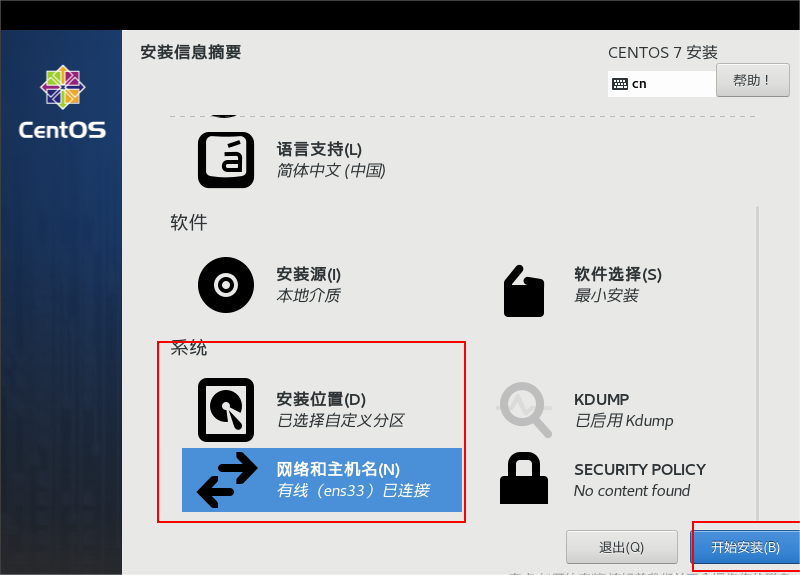 安装信息摘要
CENTOS 7 安装
cn
帮助！
CentOS
语言支持(L)
简体中文 (中国)
软件
安装源(I)
本地介质
软件选择(S)
最小安装
系统
安装位置(D)
已选择自定义分区
KDUMP
已启用 Kdump
网络和主机名(N)
有线（ens33）已连接
SECURITY POLICY
No content found
退出(Q)
开始安装(B)